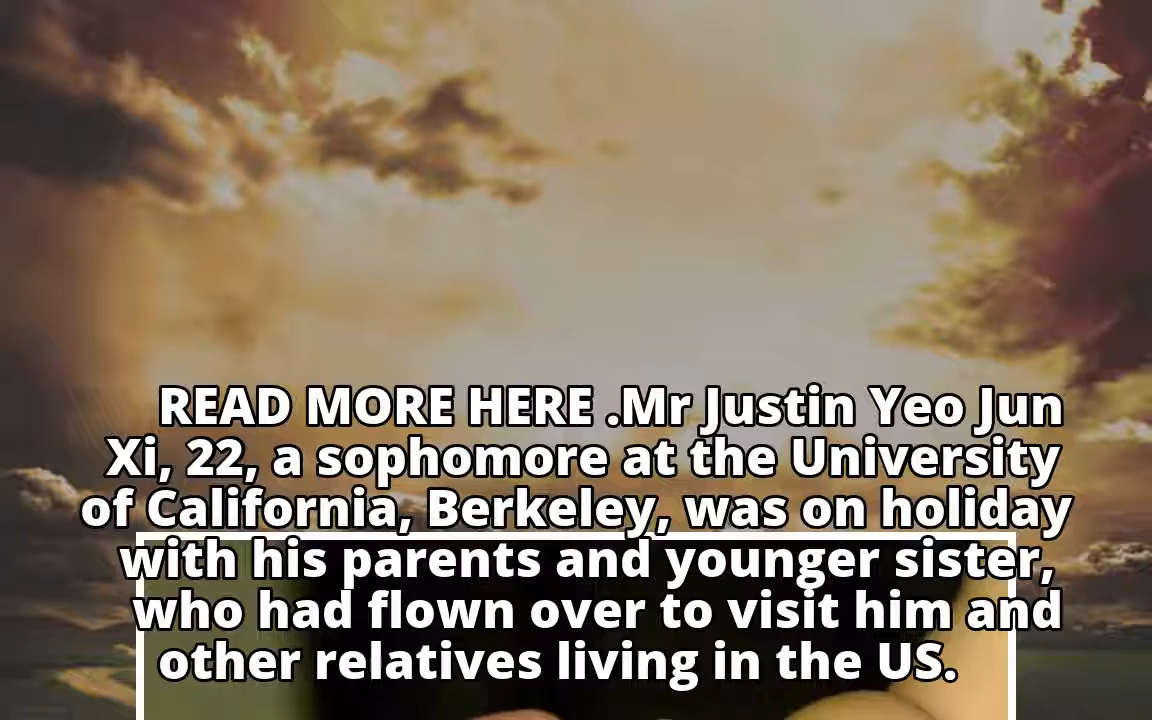 READ MORE HERE .Mr Justin Yeo Jun
Xi, 22, a sophomore at the University
of California, Berkeley, was on holiday
with his parents and younger sister,
who had flown over to visit him and
other relatives living in the US.